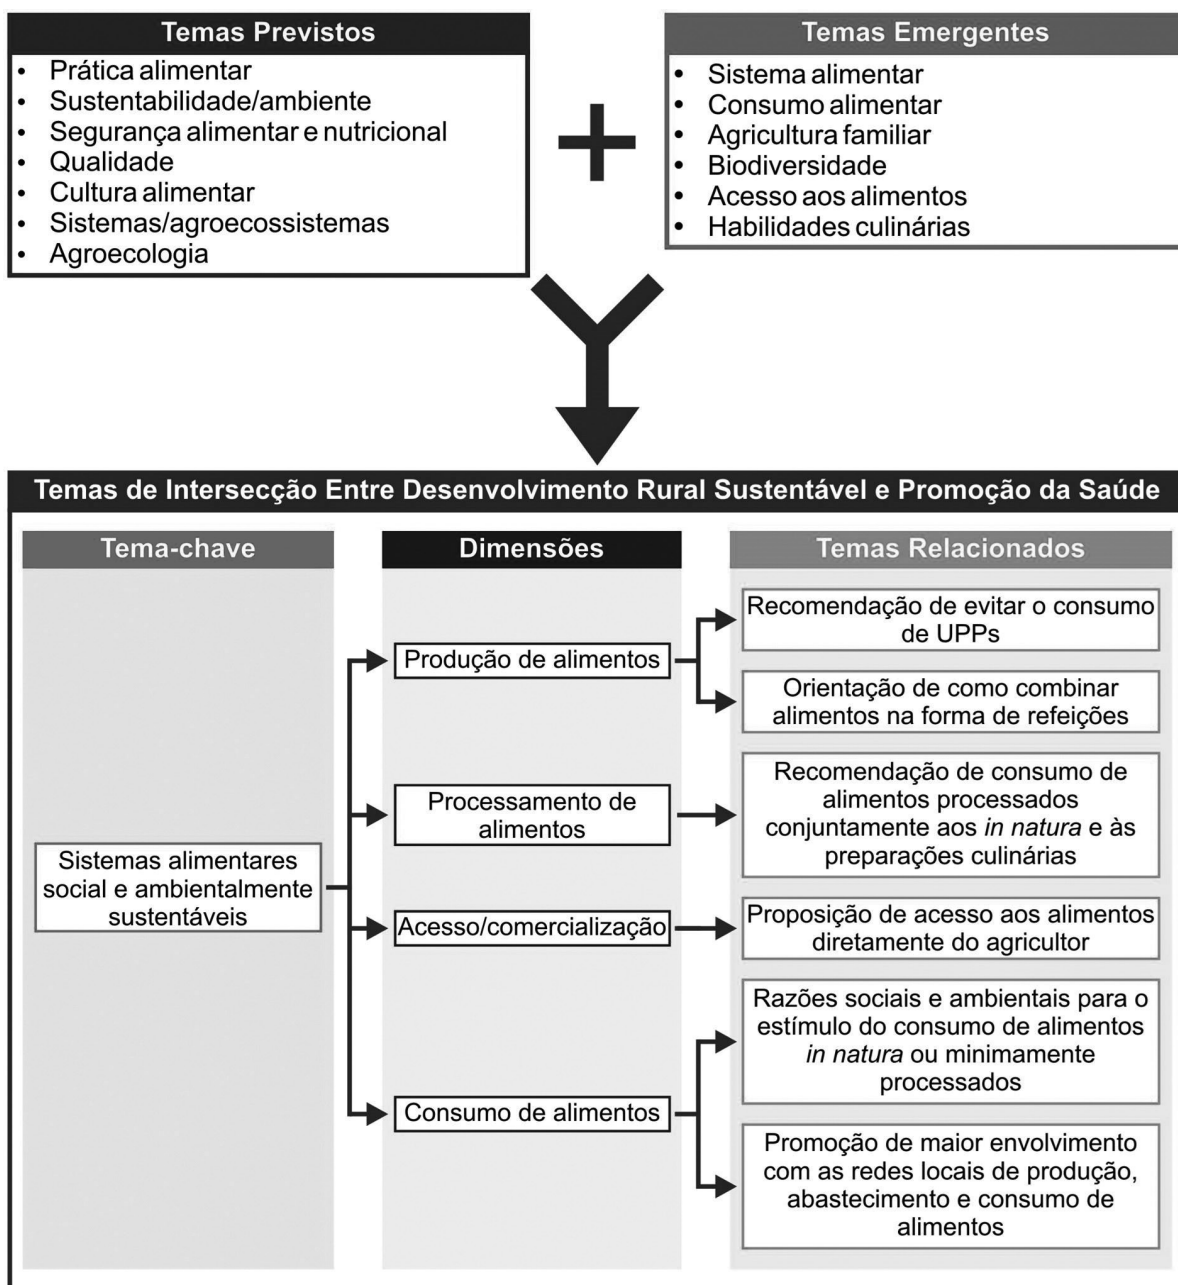 Temas Previstos
• Prática alimentar
• Sustentabilidade/ambiente
• Segurança alimentar e nutricional
• Qualidade
• Cultura alimentar
• Sistemas/agroecossistemas
• Agroecologia
Temas Emergentes
• Sistema alimentar
• Consumo alimentar
• Agricultura familiar
• Biodiversidade
• Acesso aos alimentos
• Habilidades culinárias
Temas de Intersecção Entre Desenvolvimento Rural Sustentável e Promoção da Saúde
Tema-chave
Sistemas alimentares
social e ambientalmente
sustentáveis
Dimensões
Produção de alimentos
Processamento de
alimentos
Acesso/comercialização
Consumo de alimentos
Temas Relacionados
Recomendação de evitar o consumo
de UPPs
Orientação de como combinar
alimentos na forma de refeições
Recomendação de consumo de
alimentos processados
conjuntamente aos in natura e às
preparações culinárias
Proposição de acesso aos alimentos
diretamente do agricultor
Razões sociais e ambientais para o
estímulo do consumo de alimentos
in natura ou minimamente
processados
Promoção de maior envolvimento
com as redes locais de produção,
abastecimento e consumo de
alimentos